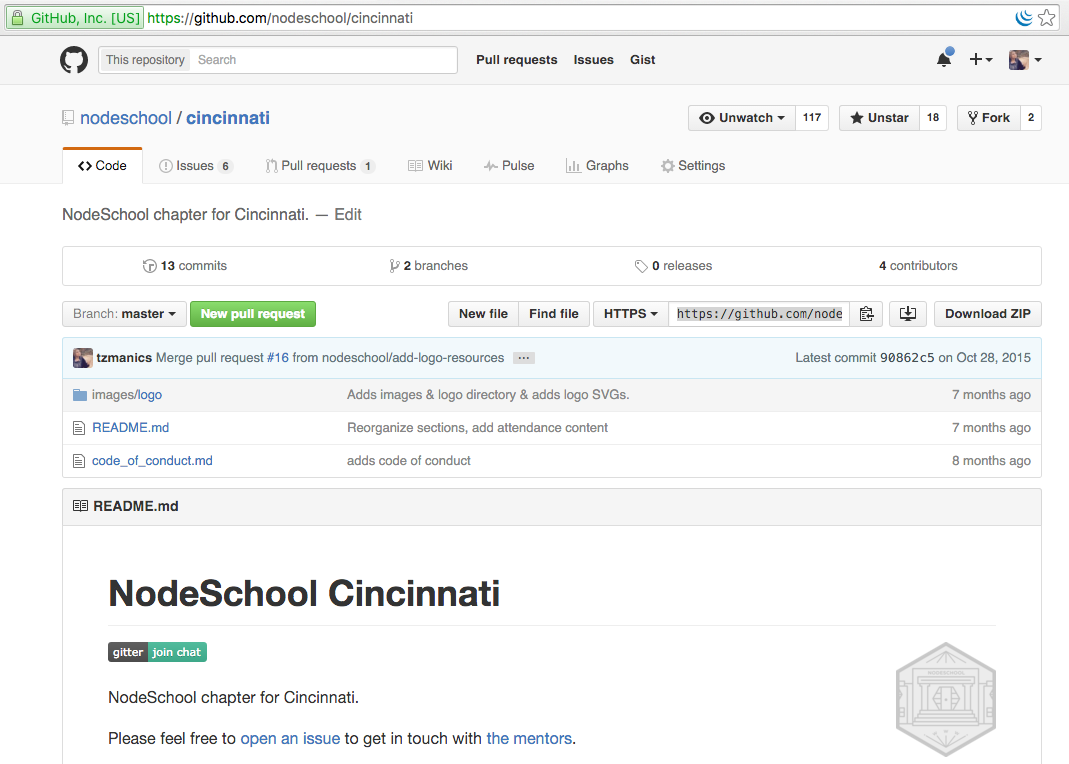 GitHub, Inc. [US] https://github.com/nodeschool/cincinnati
This repository Search Pull requests Issues Gist
nodeschool / cincinnati Unwatch 117 Unstar 18 Fork 2
Code Issues 6 Pull requests 1 Wiki Pulse Graphs Settings
NodeSchool chapter for Cincinnati. — Edit
13 commits 2 branches 0 releases 4 contributors
Branch: master New pull request New file Find file HTTPS https://github.com/node Download ZIP
tzmanics Merge pull request #16 from nodeschool/add-logo-resources ··· Latest commit 90862c5 on Oct 28, 2015
images/logo Adds images & logo directory & adds logo SVGs. 7 months ago
README.md Reorganize sections, add attendance content 7 months ago
code_of_conduct.md adds code of conduct 8 months ago
README.md
NodeSchool Cincinnati
gitter join chat
NODESCHOOL
NodeSchool chapter for Cincinnati.
Please feel free to open an issue to get in touch with the mentors.